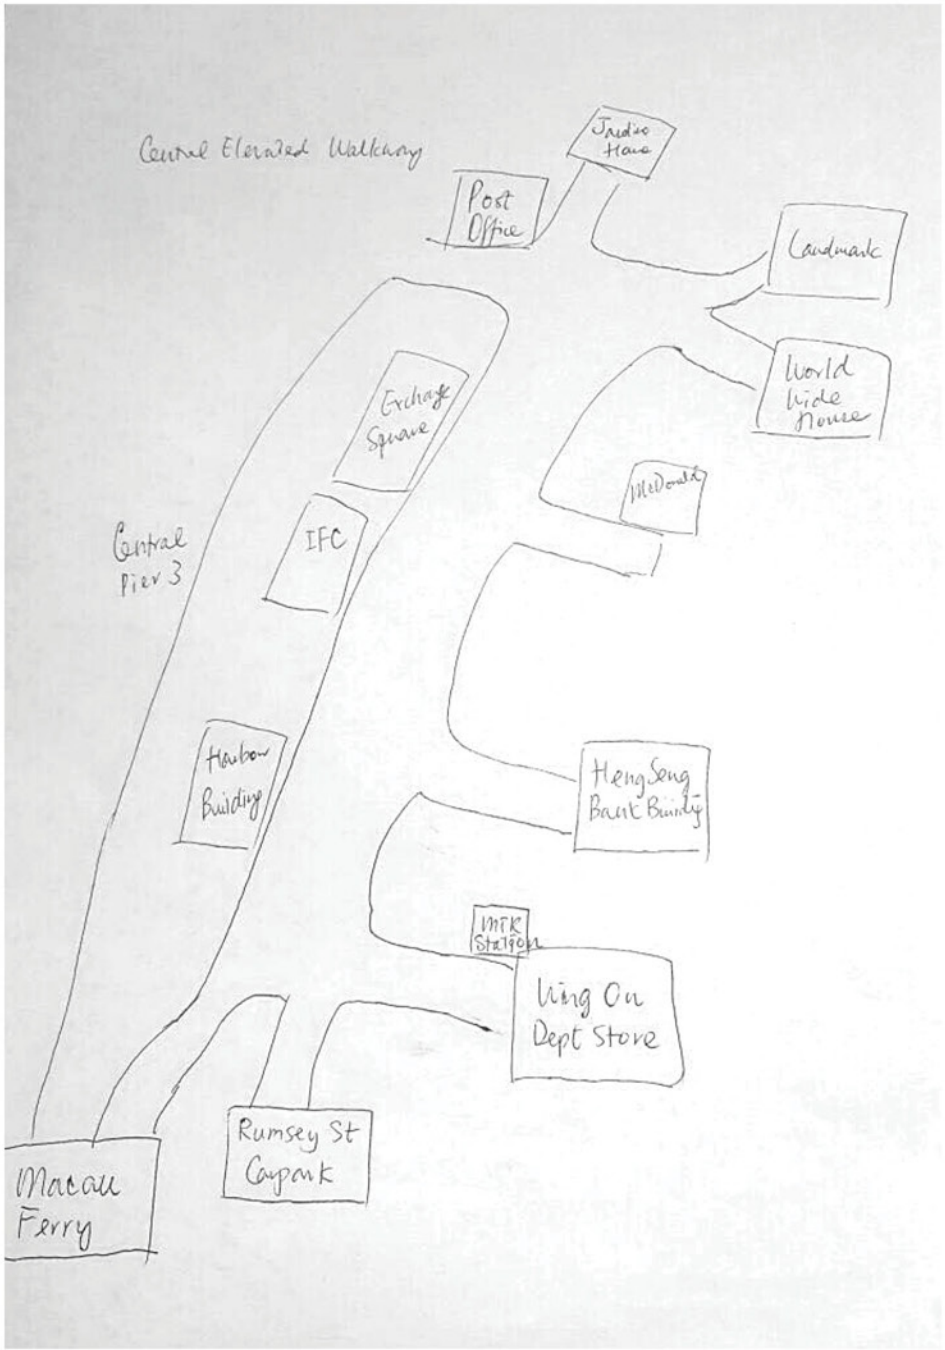 Central Elevated Walkway
Jardine
House
Post
Office
Landmark
World
Wide
House
Exchange
Square
McDonald
IFC
Central
Pier 3
Harbour
Building
Heng Seng
Bank Building
MTR
Station
Wing On
Dept Store
Rumsey St
Carpark
Macau
Ferry